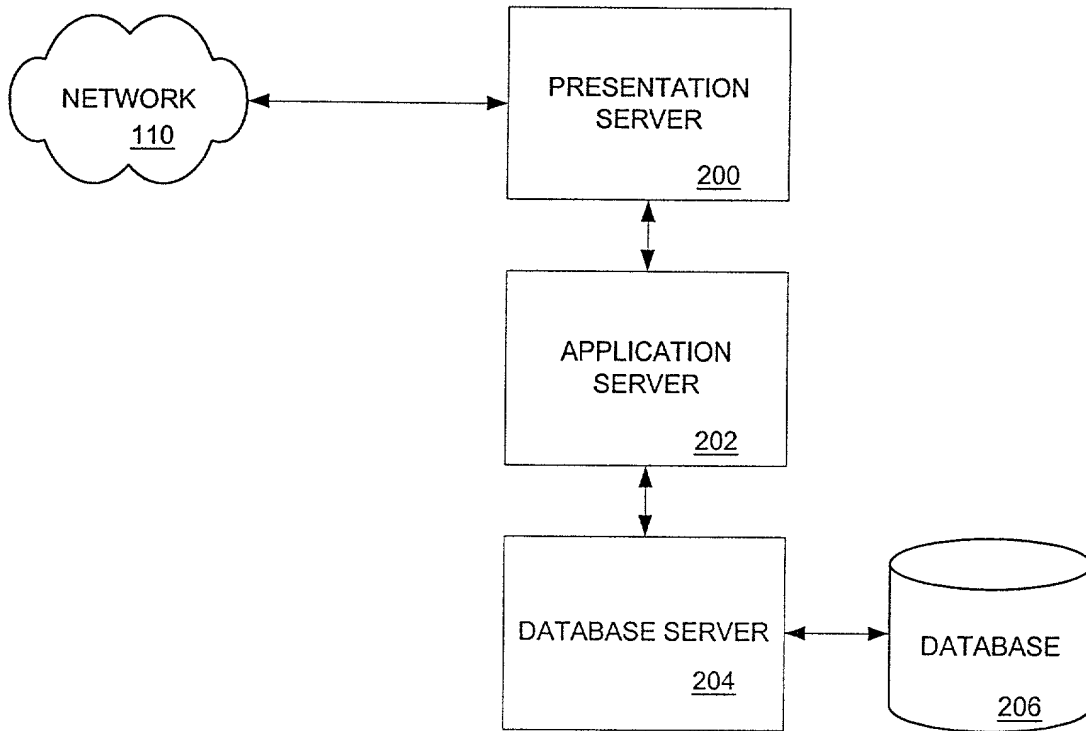 NETWORK
110
PRESENTATION
SERVER
200
APPLICATION
SERVER
202
DATABASE SERVER
204
DATABASE
206